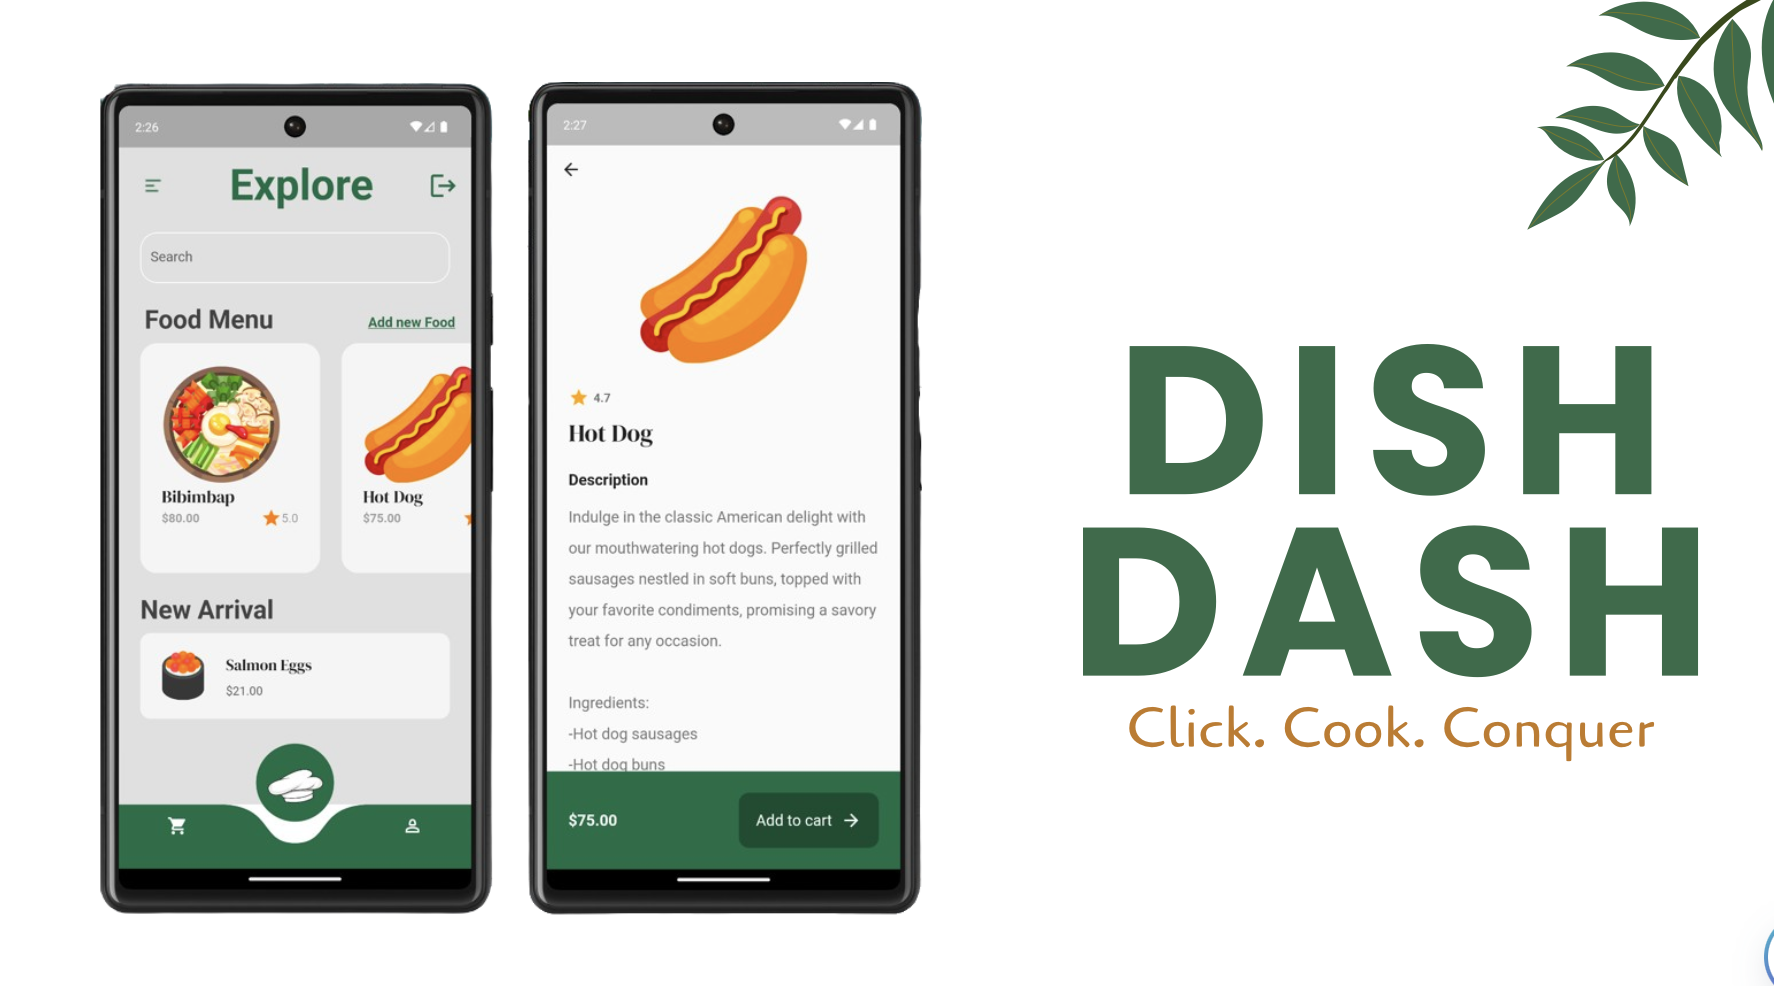 2:26
Explore
Search
Food Menu
Add new Food
Bibimbap
$80.00
5.0
Hot Dog
$75.00
New Arrival
Salmon Eggs
$21.00
2:27
4.7
Hot Dog
Description
Indulge in the classic American delight with
our mouthwatering hot dogs. Perfectly grilled
sausages nestled in soft buns, topped with
your favorite condiments, promising a savory
treat for any occasion.
Ingredients:
-Hot dog sausages
-Hot dog buns
$75.00
Add to cart
DISH
DASH
Click. Cook. Conquer